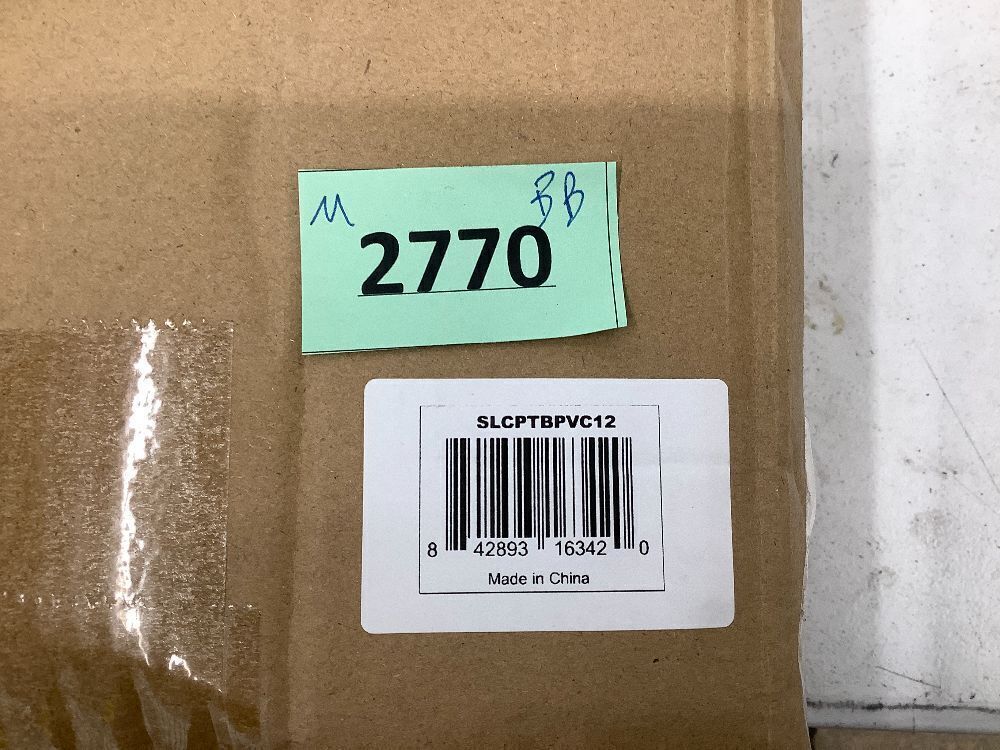 M BB
2770
SLCPTBPVC12
8 42893 16342 0
Made in China